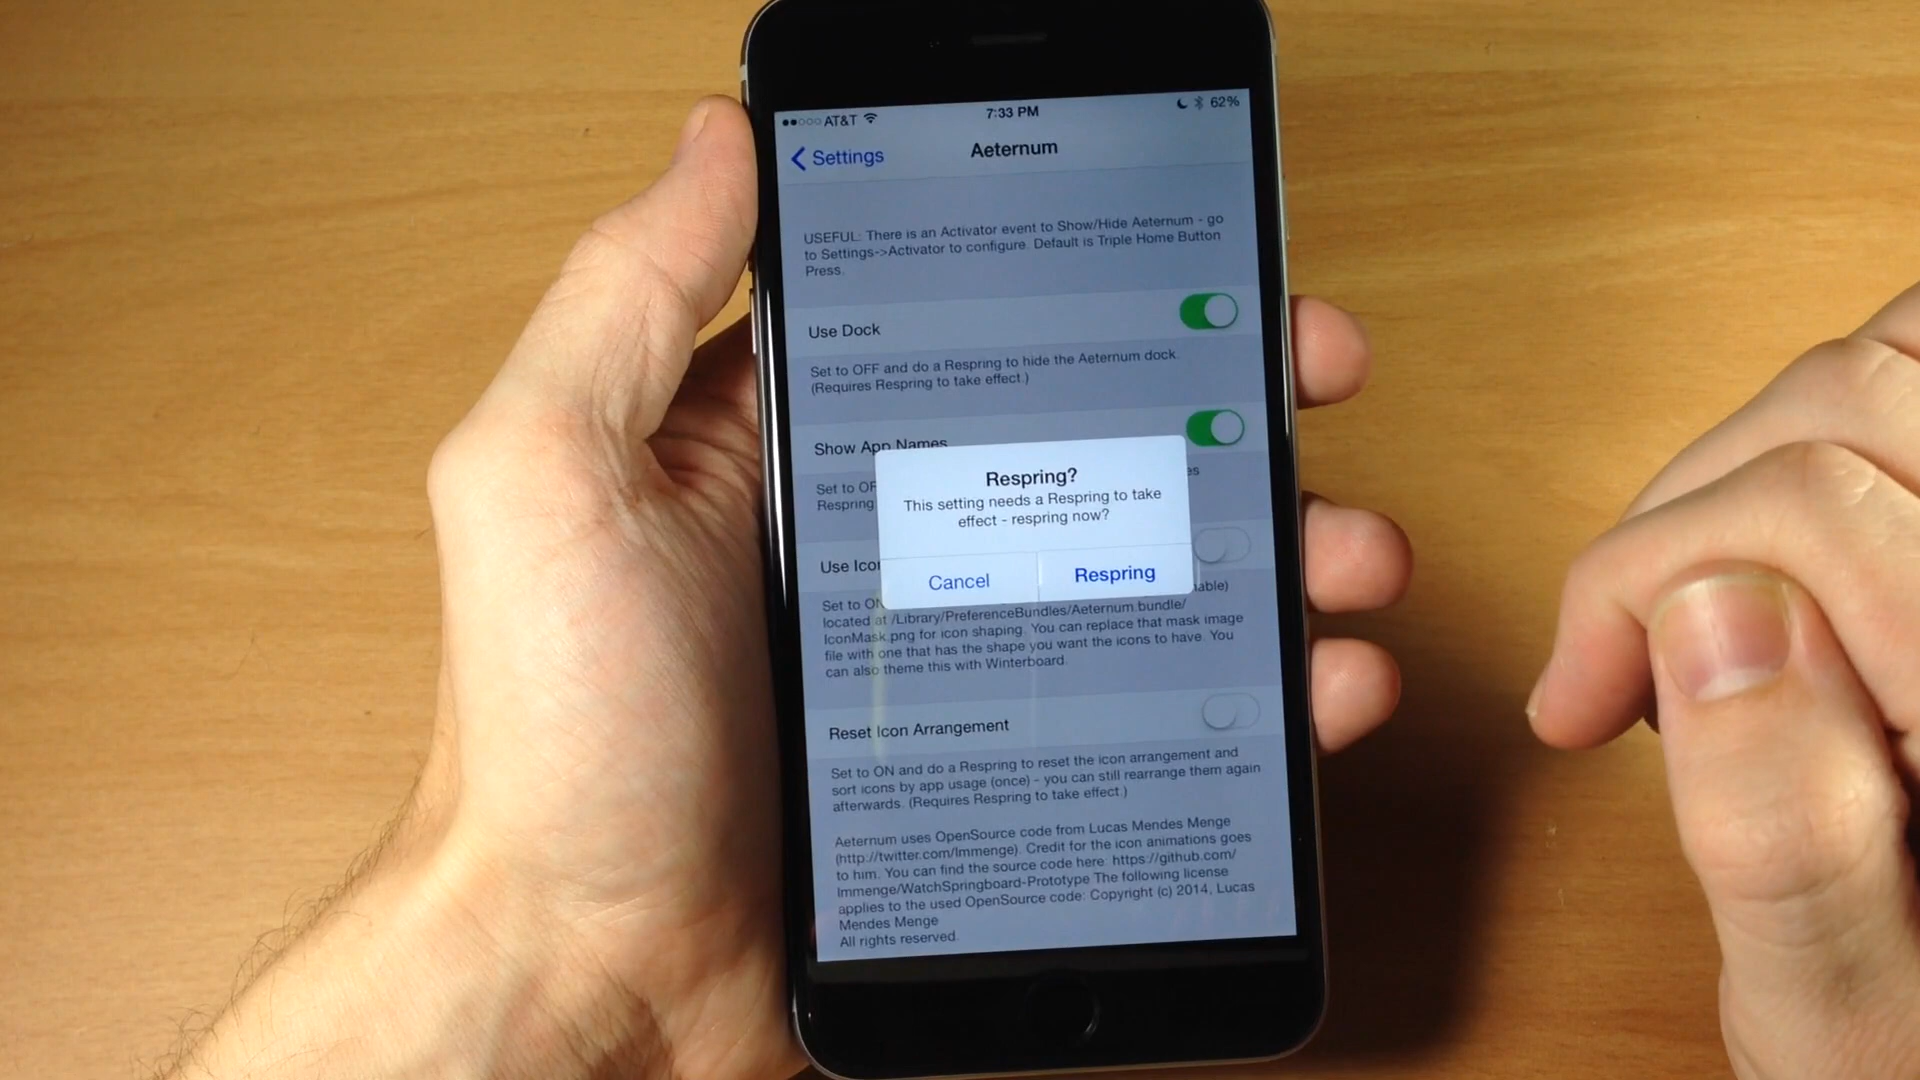 AT&T 7:33 PM 62%
Settings Aeternum
USEFUL: There is an Activator event to Show/Hide Aeternum - go
to Settings->Activator to configure. Default is Triple Home Button
Press.
Use Dock
Set to OFF and do a Respring to hide the Aeternum dock.
(Requires Respring to take effect.)
Show App Names
Set to OF
Respring
Respring?
This setting needs a Respring to take
effect - respring now?
Cancel Respring
Use Icon
Set to ON
located at /Library/PreferenceBundles/Aeternum.bundle/
IconMask.png for icon shaping. You can replace that mask image
file with one that has the shape you want the icons to have. You
can also theme this with Winterboard.
Reset Icon Arrangement
Set to ON and do a Respring to reset the icon arrangement and
sort icons by app usage (once) - you can still rearrange them again
afterwards. (Requires Respring to take effect.)
Aeternum uses OpenSource code from Lucas Mendes Menge
(http://twitter.com/lmmenge). Credit for the icon animations goes
to him. You can find the source code here: https://github.com/
lmmenge/WatchSpringboard-Prototype The following license
applies to the used OpenSource code: Copyright (c) 2014, Lucas
Mendes Menge
All rights reserved.